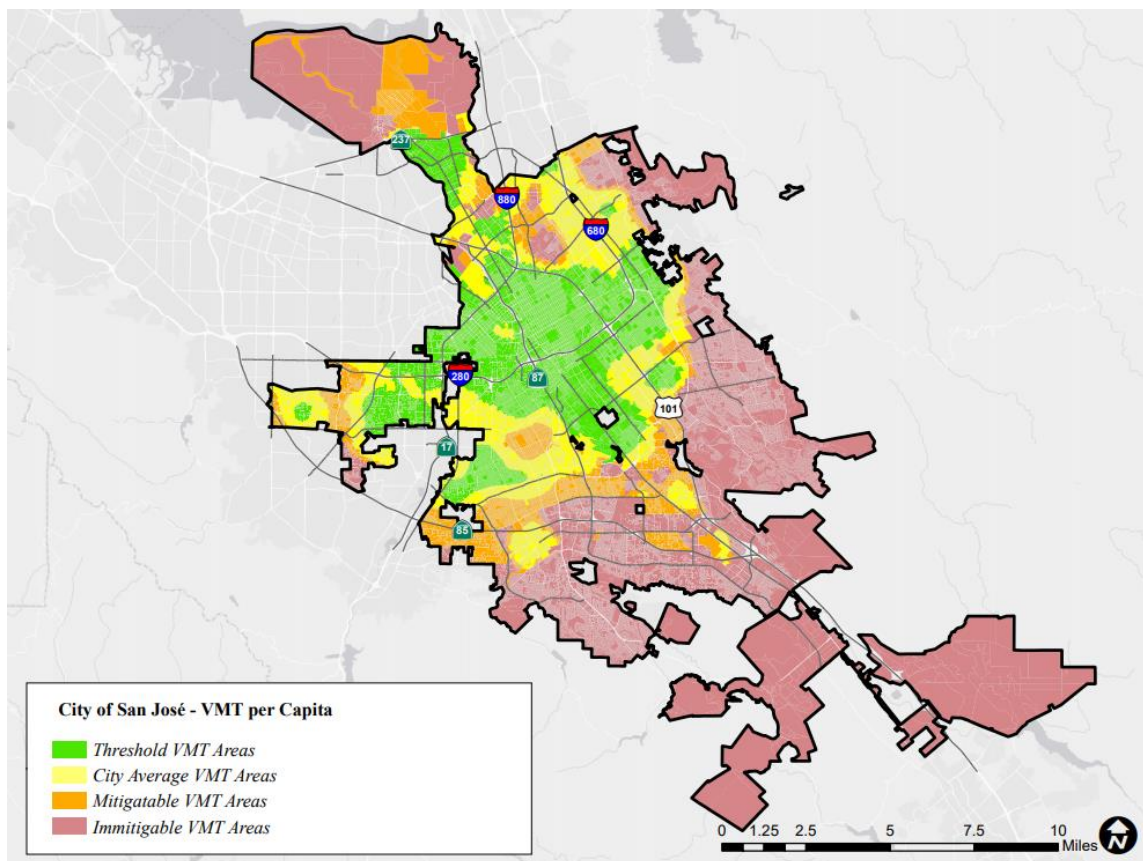 237
880
680
280
87
101
17
85
City of San José - VMT per Capita
Threshold VMT Areas
City Average VMT Areas
Mitigatable VMT Areas
Immitigable VMT Areas
0 1.25 2.5 5 7.5 10
Miles
N